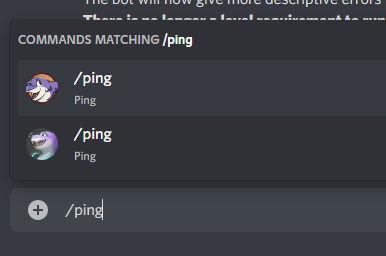 The bot will now give more descriptive errors
There is no longer a level requirement to run
COMMANDS MATCHING /ping
/ping
Ping
/ping
Ping
/ping